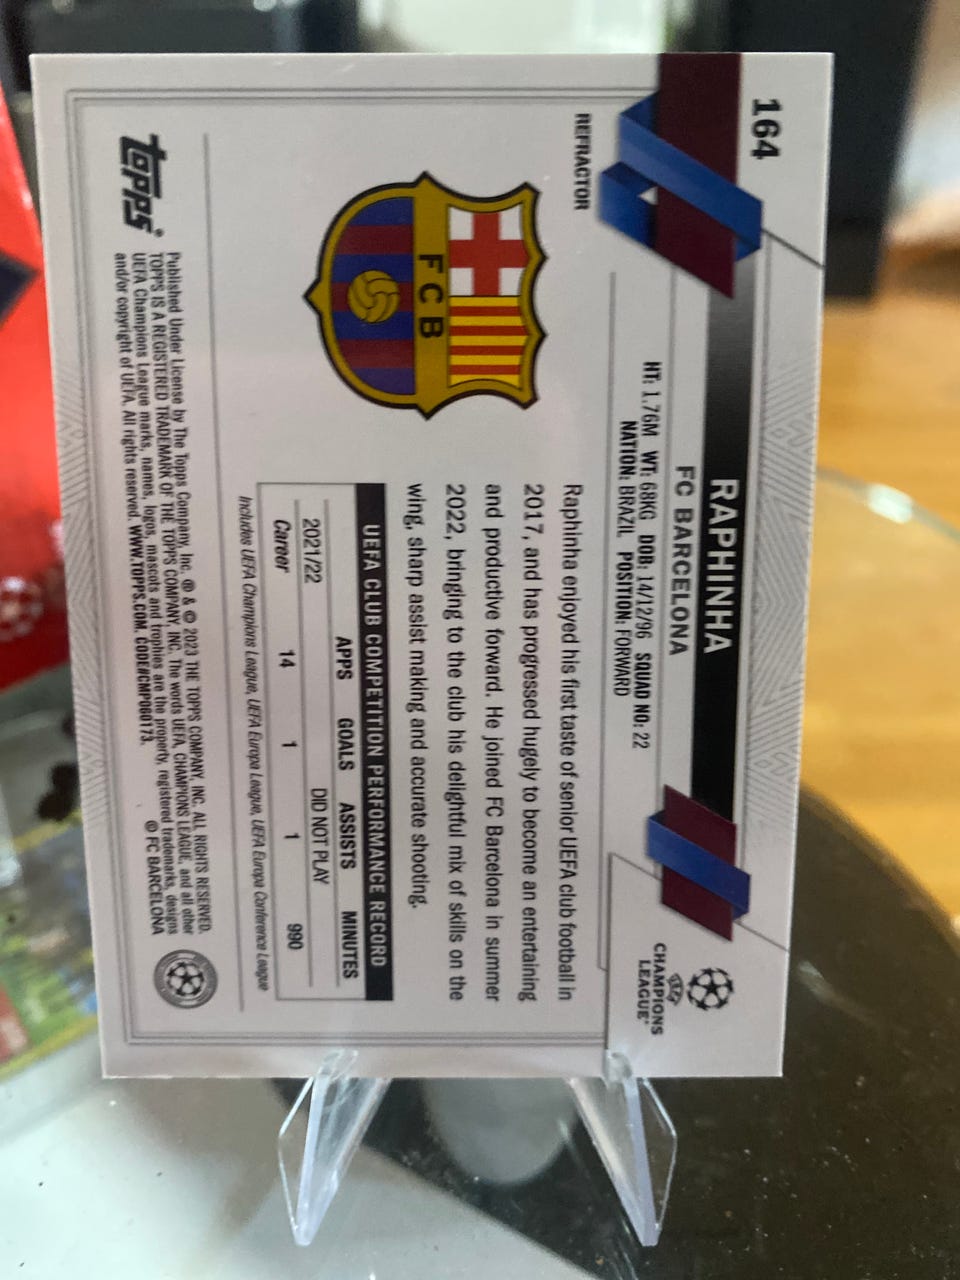 164
RAPHINHA
FC BARCELONA
HT: 1.76M WT: 68KG DOB: 14/12/96 SQUAD NO: 22
NATION: BRAZIL POSITION: FORWARD
REFRACTOR
UEFA
CHAMPIONS
LEAGUE®
FCB
Raphinha enjoyed his first taste of senior UEFA club football in
2017, and has progressed hugely to become an entertaining
and productive forward. He joined FC Barcelona in summer
2022, bringing to the club his delightful mix of skills on the
wing, sharp assist making and accurate shooting.
UEFA CLUB COMPETITION PERFORMANCE RECORD
APPS GOALS ASSISTS MINUTES
2021/22 DID NOT PLAY
Career 14 1 1 990
Includes UEFA Champions League, UEFA Europa League, UEFA Europa Conference League
Topps®
Published Under License by The Topps Company, Inc. ® & © 2023 THE TOPPS COMPANY, INC. ALL RIGHTS RESERVED.
TOPPS IS A REGISTERED TRADEMARK OF THE TOPPS COMPANY, INC. The words UEFA, CHAMPIONS LEAGUE, and all other
UEFA Champions League marks, names, logos, mascots and trophies are the property, registered trademarks, designs
and/or copyright of UEFA. All rights reserved. WWW.TOPPS.COM. CODE#CMP060173. © FC BARCELONA